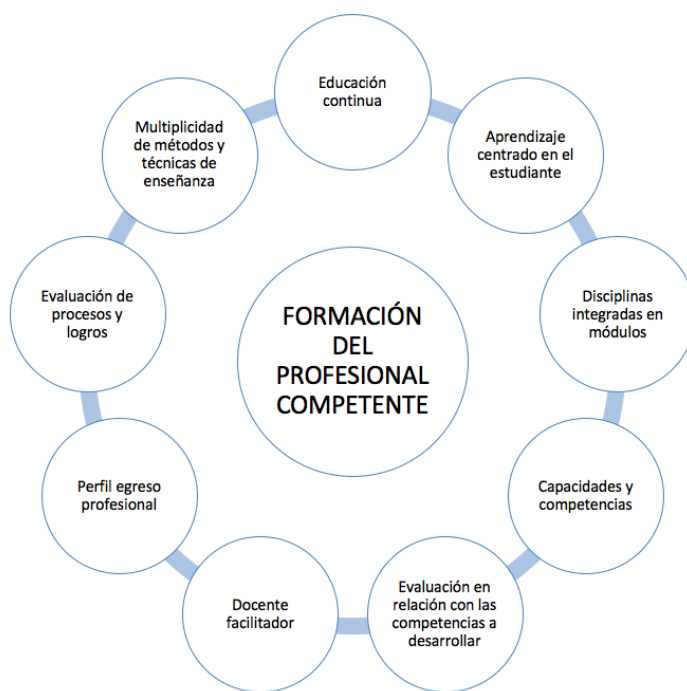 Educación
continua
Aprendizaje
centrado en el
estudiante
Disciplinas
integradas en
módulos
Capacidades y
competencias
Evaluación en
relación con las
competencias a
desarrollar
Docente
facilitador
Perfil egreso
profesional
Evaluación de
procesos y
logros
Multiplicidad
de métodos y
técnicas de
enseñanza
FORMACIÓN
DEL
PROFESIONAL
COMPETENTE